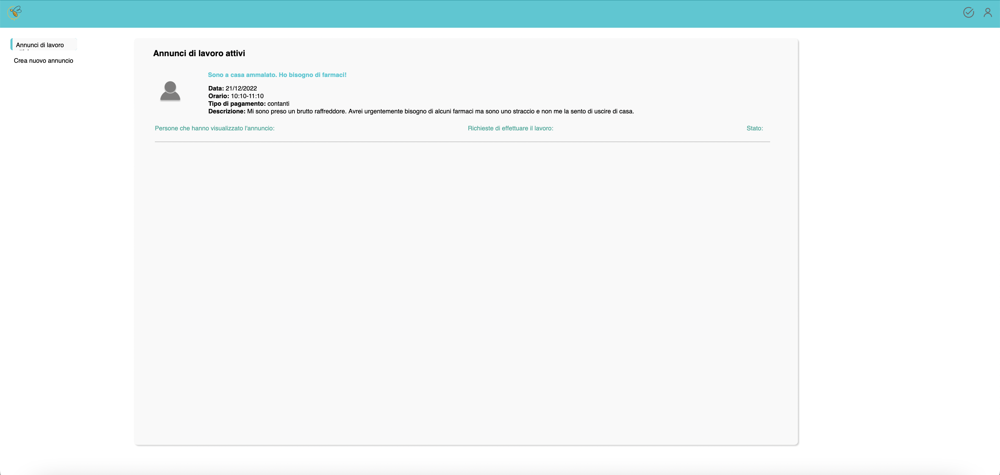 Annunci di lavoro
Crea nuovo annuncio
Annunci di lavoro attivi
Sono a casa ammalato. Ho bisogno di farmaci!
Data: 21/12/2022
Orario: 10:10-11:10
Tipo di pagamento: contanti
Descrizione: Mi sono preso un brutto raffreddore. Avrei urgentemente bisogno di alcuni farmaci ma sono uno straccio e non me la sento di uscire di casa.
Persone che hanno visualizzato l'annuncio: Richieste di effettuare il lavoro: Stato: